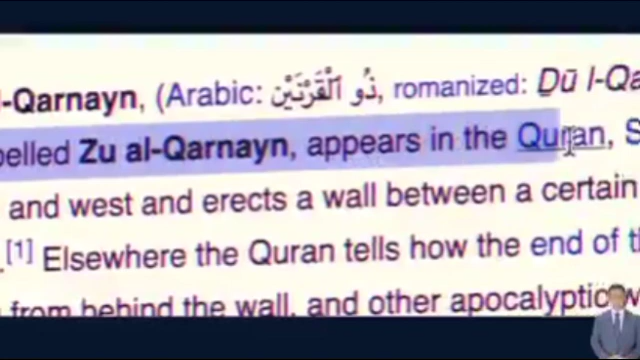 l-Qarnayn, (Arabic: ذُو ٱلْقَرْنَيْن, romanized: Ḏū l-Qa
pelled Zu al-Qarnayn, appears in the Quran, S
and west and erects a wall between a certain
.[1] Elsewhere the Quran tells how the end of t
from behind the wall, and other apocalyptic w